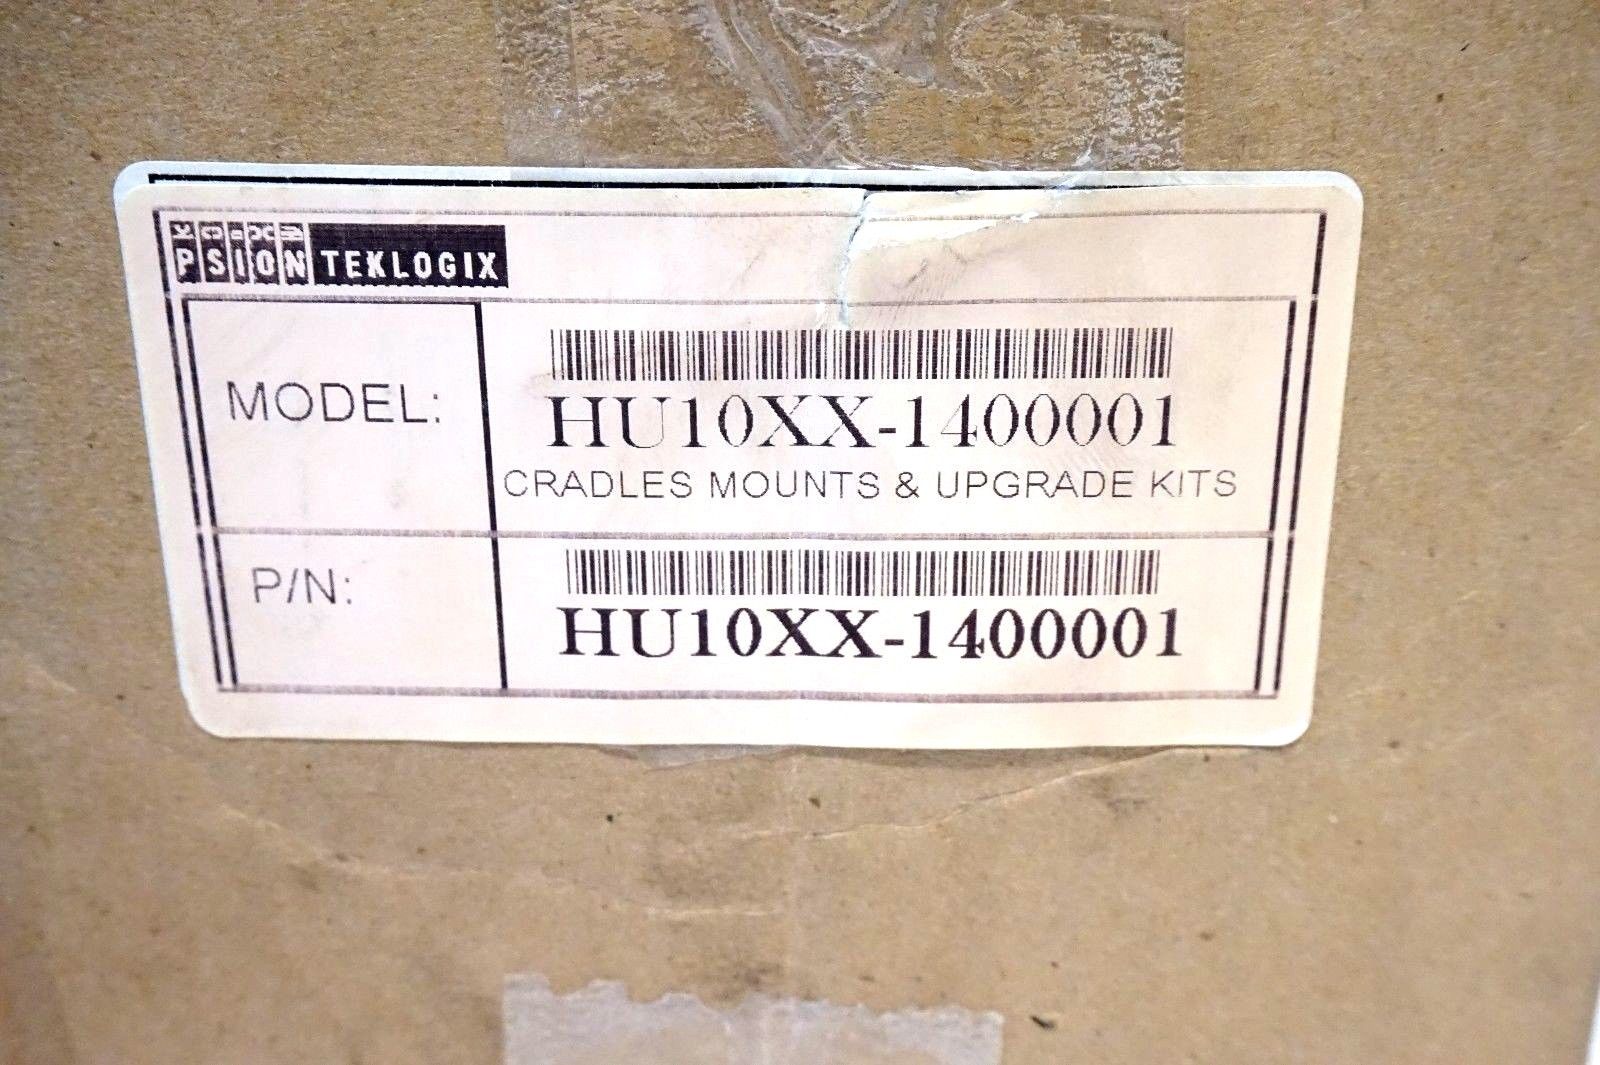 PSION TEKLOGIX
MODEL:
HU10XX-1400001
CRADLES MOUNTS & UPGRADE KITS
P/N:
HU10XX-1400001